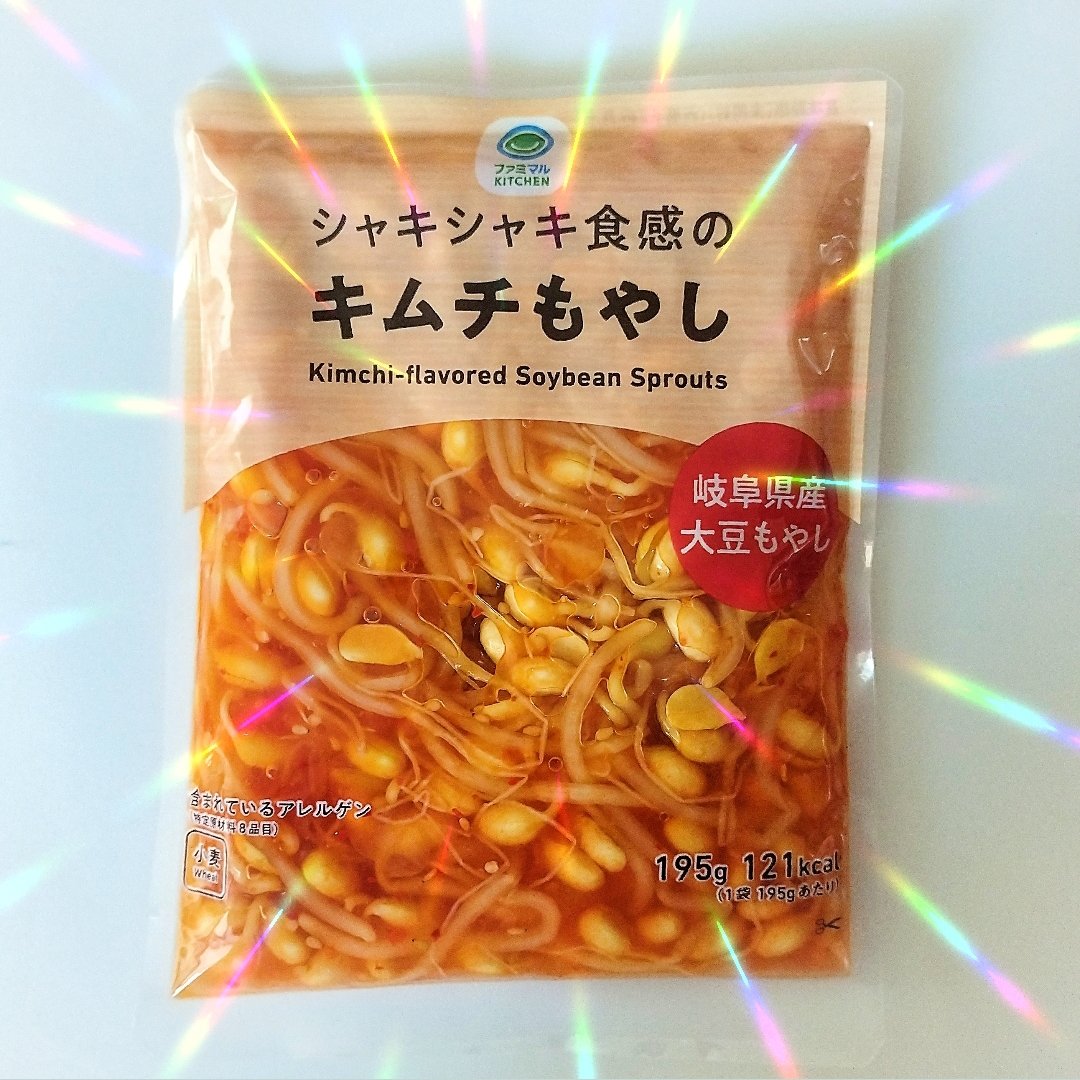 ファミマル
KITCHEN
シャキシャキ食感の
キムチもやし
Kimchi-flavored Soybean Sprouts
岐阜県産
大豆もやし
含まれているアレルゲン
(特定原材料8品目)
小麦
Wheat
195g 121kcal
(1袋 195gあたり)